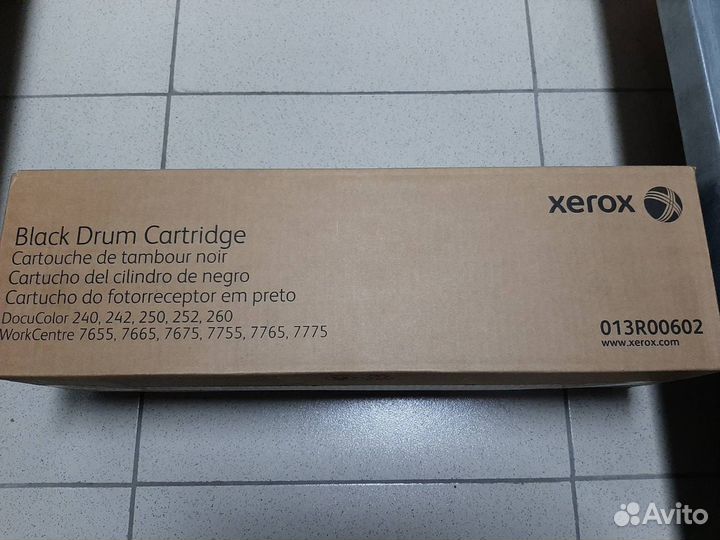 Black Drum Cartridge
Cartouche de tambour noir
Cartucho del cilindro de negro
Cartucho do fotorreceptor em preto
DocuColor 240, 242, 250, 252, 260
WorkCentre 7655, 7665, 7675, 7755, 7765, 7775
xerox
013R00602
www.xerox.com
Avito